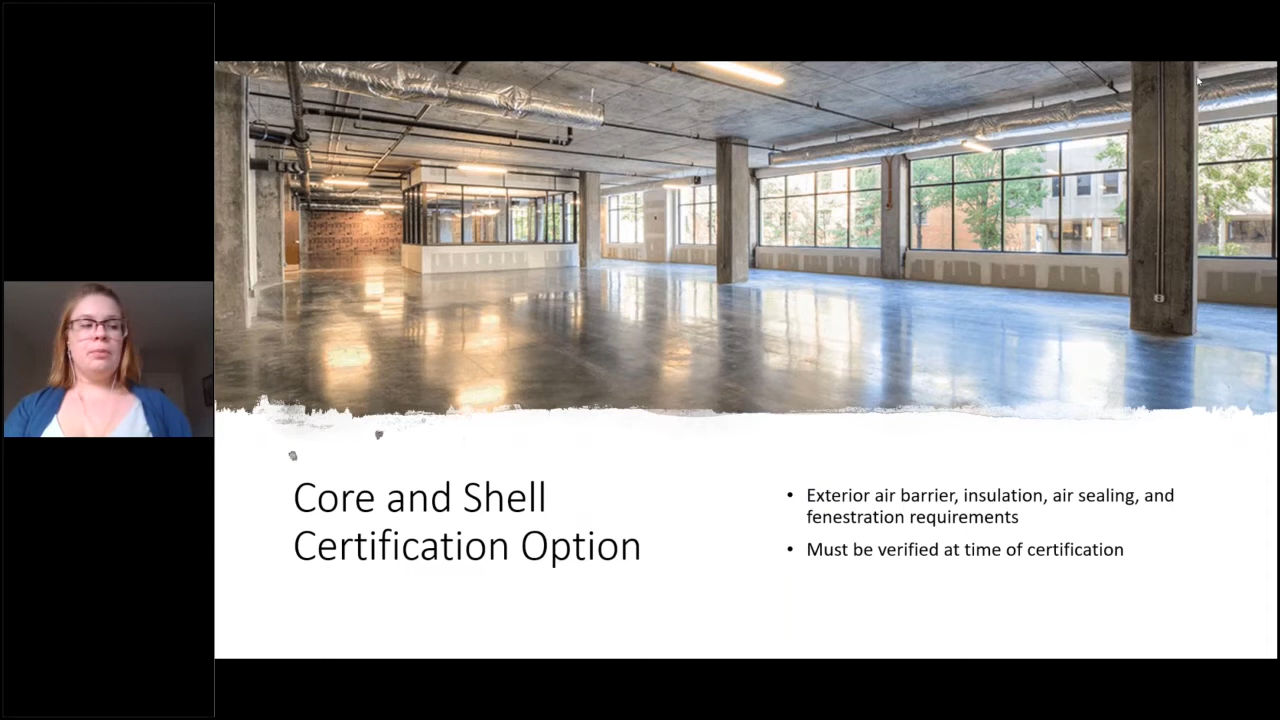 Core and Shell
Certification Option
• Exterior air barrier, insulation, air sealing, and
fenestration requirements
• Must be verified at time of certification